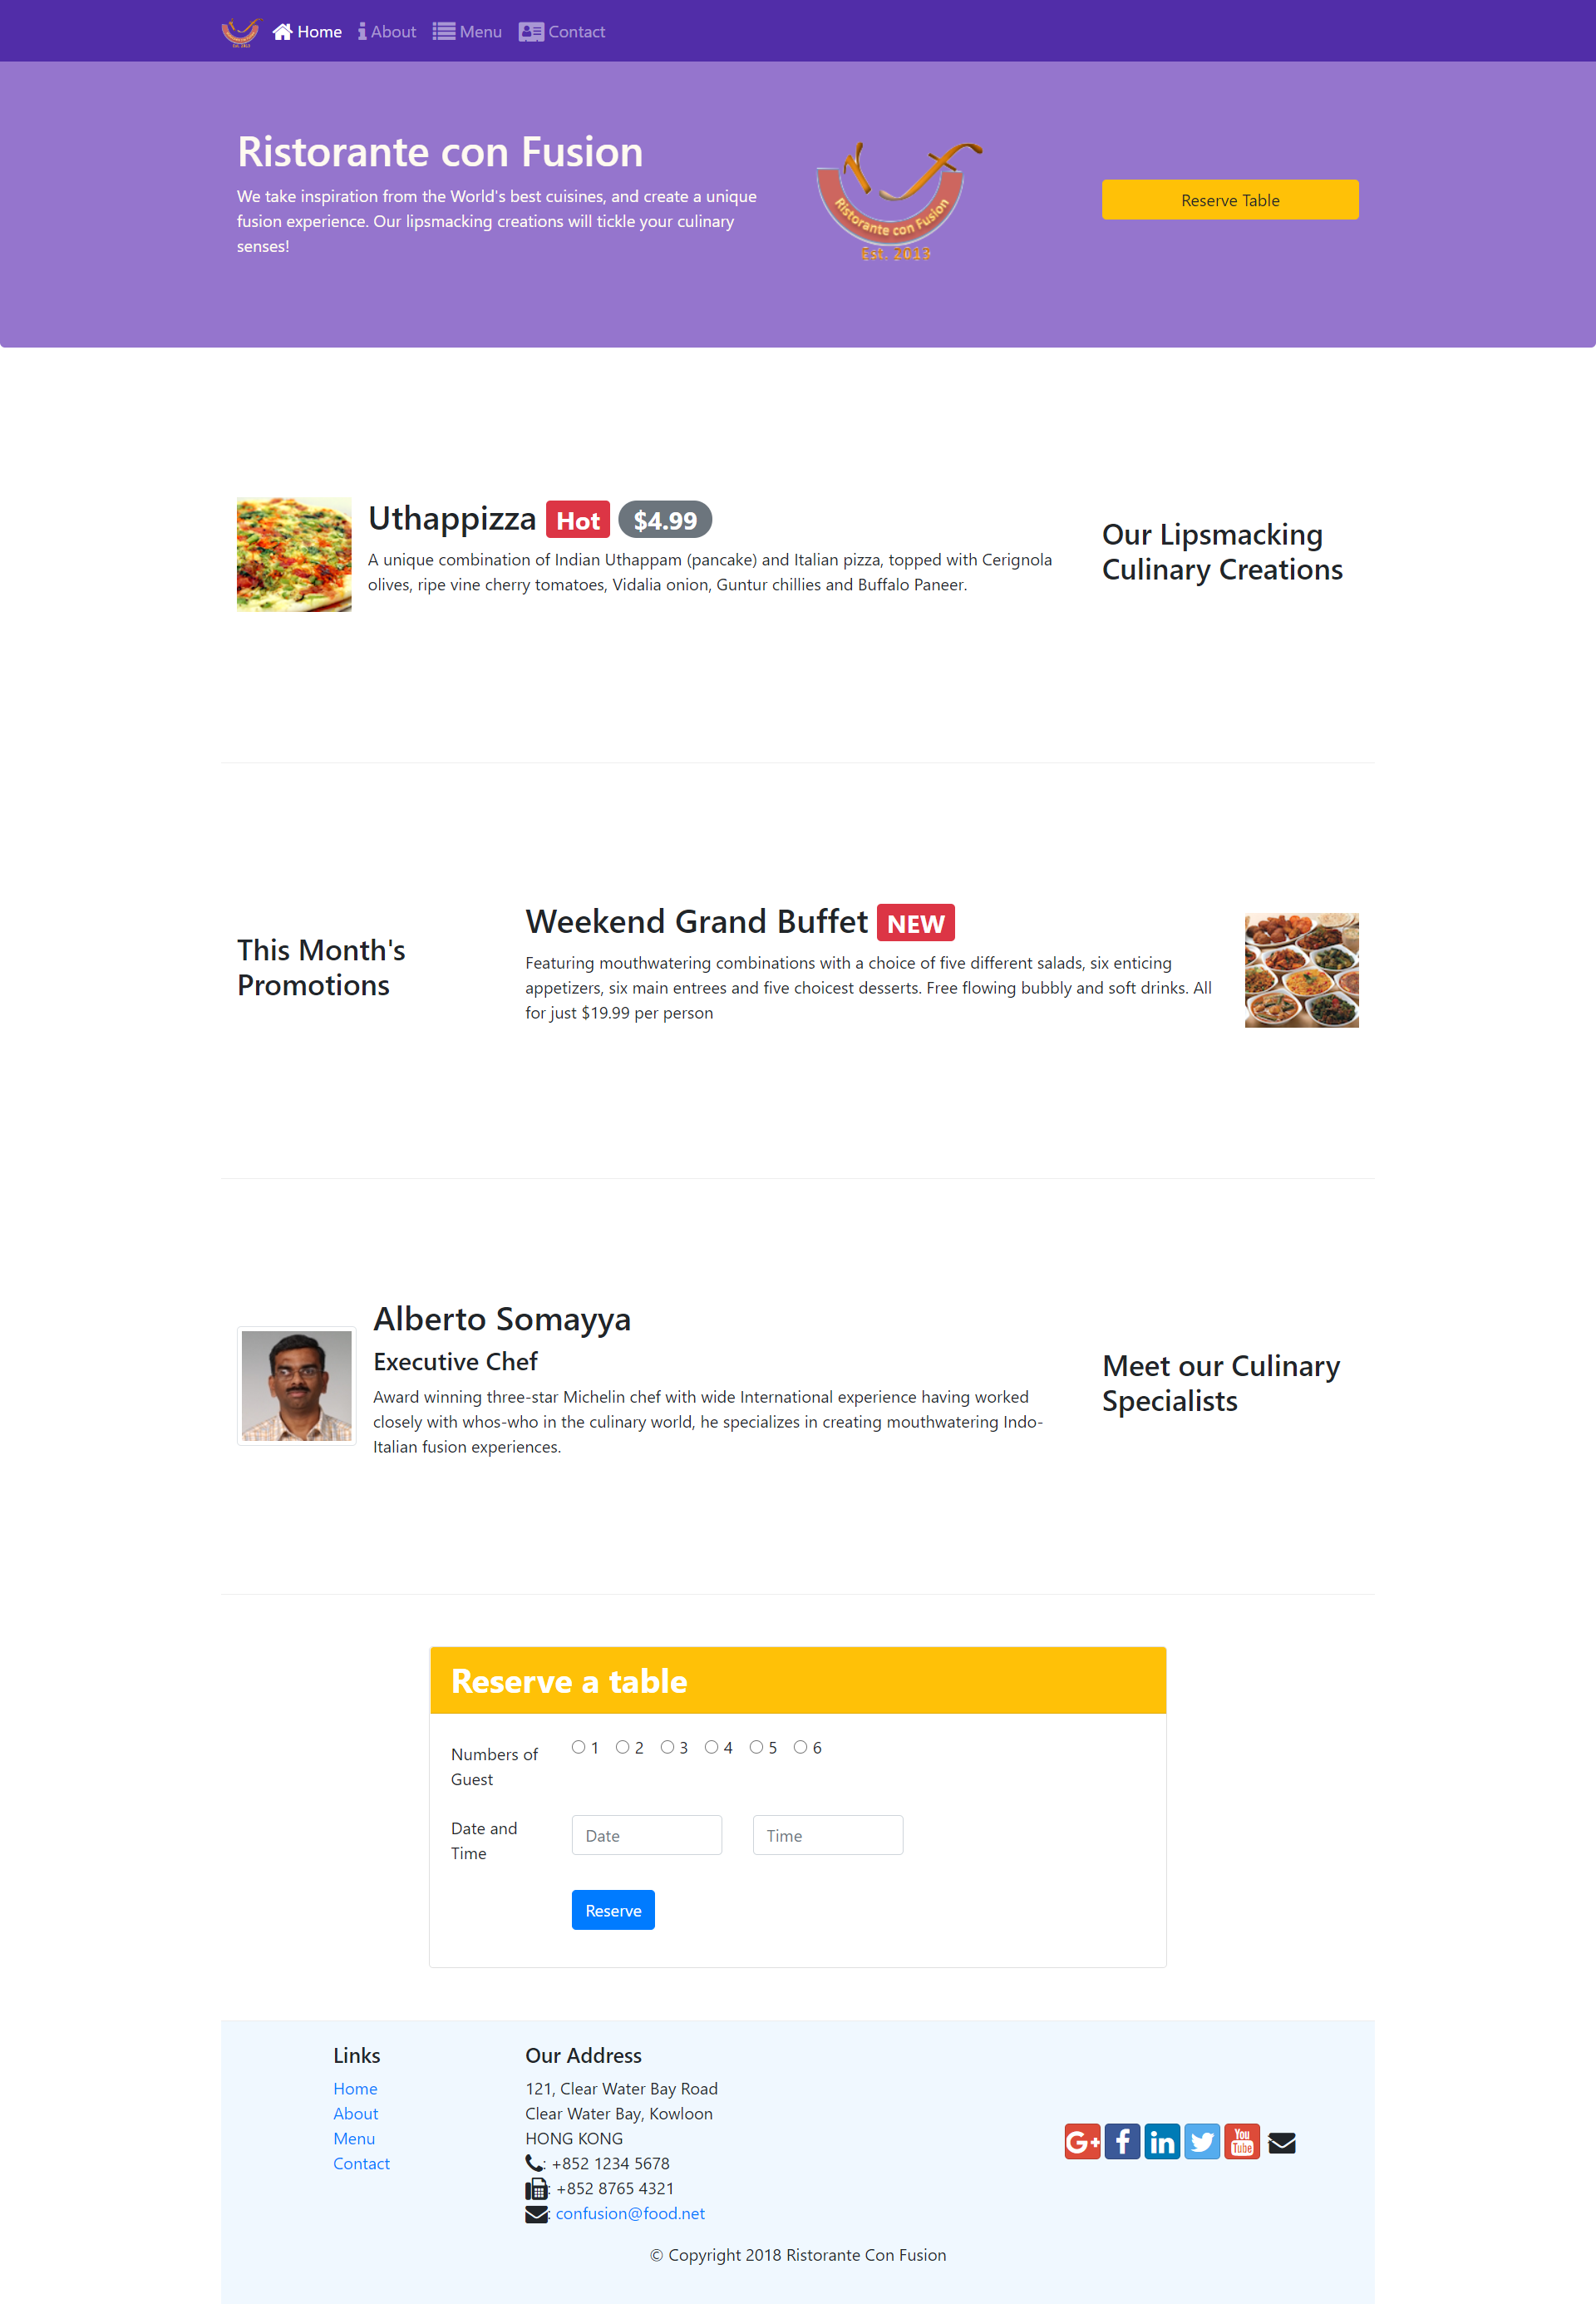 Home About Menu Contact
Ristorante con Fusion
We take inspiration from the World's best cuisines, and create a unique
fusion experience. Our lipsmacking creations will tickle your culinary
senses!
Ristorante con Fusion
Est. 2019
Reserve Table
Uthappizza Hot $4.99
A unique combination of Indian Uthappam (pancake) and Italian pizza, topped with Cerignola
olives, ripe vine cherry tomatoes, Vidalia onion, Guntur chillies and Buffalo Paneer.
Our Lipsmacking
Culinary Creations
This Month's
Promotions
Weekend Grand Buffet NEW
Featuring mouthwatering combinations with a choice of five different salads, six enticing
appetizers, six main entrees and five choicest desserts. Free flowing bubbly and soft drinks. All
for just $19.99 per person
Alberto Somayya
Executive Chef
Award winning three-star Michelin chef with wide International experience having worked
closely with whos-who in the culinary world, he specializes in creating mouthwatering Indo-
Italian fusion experiences.
Meet our Culinary
Specialists
Reserve a table
Numbers of
Guest
1 2 3 4 5 6
Date and
Time
Date
Time
Reserve
Links
Home
About
Menu
Contact
Our Address
121, Clear Water Bay Road
Clear Water Bay, Kowloon
HONG KONG
: +852 1234 5678
: +852 8765 4321
: confusion@food.net
G+ f in You Tube
© Copyright 2018 Ristorante Con Fusion